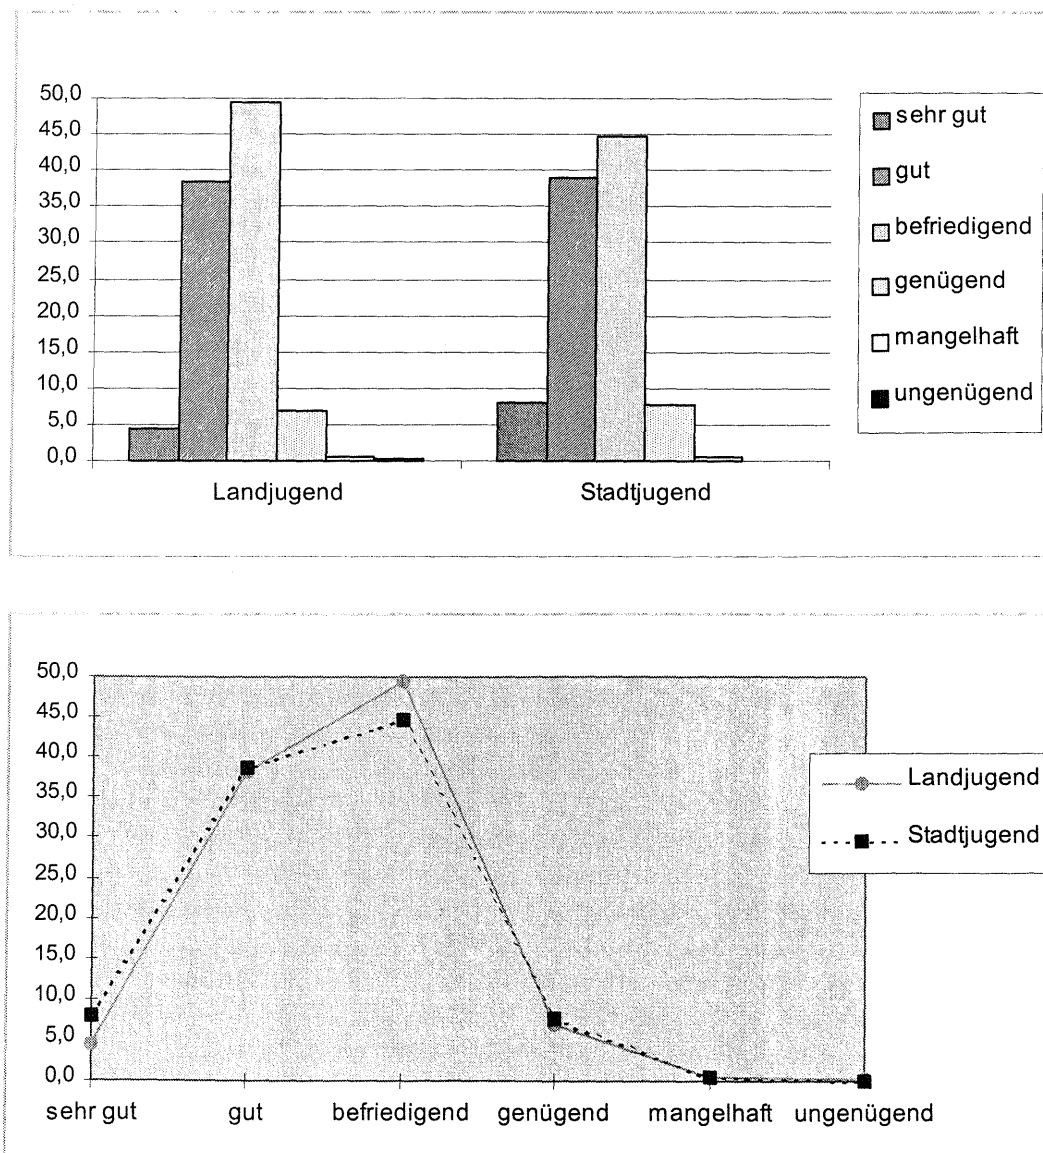 50,0
45,0
40,0
35,0
30,0
25,0
20,0
15,0
10,0
5,0
0,0
Landjugend
Stadtjugend
sehr gut
gut
befriedigend
genügend
mangelhaft
ungenügend
50,0
45,0
40,0
35,0
30,0
25,0
20,0
15,0
10,0
5,0
0,0
sehr gut
gut
befriedigend
genügend
mangelhaft
ungenügend
Landjugend
Stadtjugend